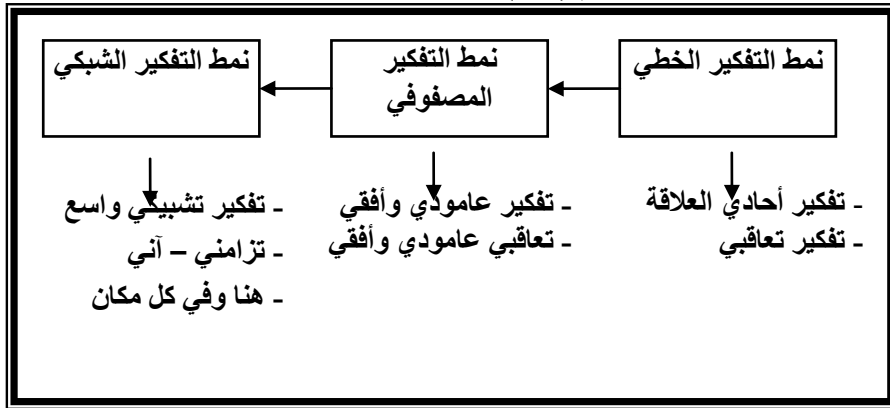 نمط التفكير الخطي
نمط التفكير
المصفوفي
نمط التفكير الشبكي
- تفكير أحادي العلاقة
- تفكير تعاقبي
- تفكير عامودي وأفقي
- تعاقبي عامودي وأفقي
- تفكير تشبيكي واسع
- تزامني – آني
- هنا وفي كل مكان